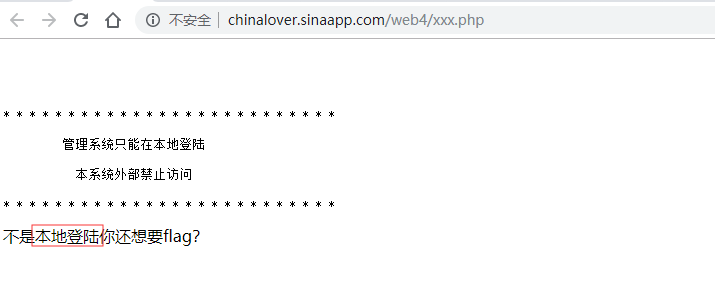 不安全 | chinalover.sinaapp.com/web4/xxx.php
* * * * * * * * * * * * * * * * * * * * * * * * * *
管理系统只能在本地登陆
本系统外部禁止访问
* * * * * * * * * * * * * * * * * * * * * * * * * *
不是本地登陆你还想要flag？